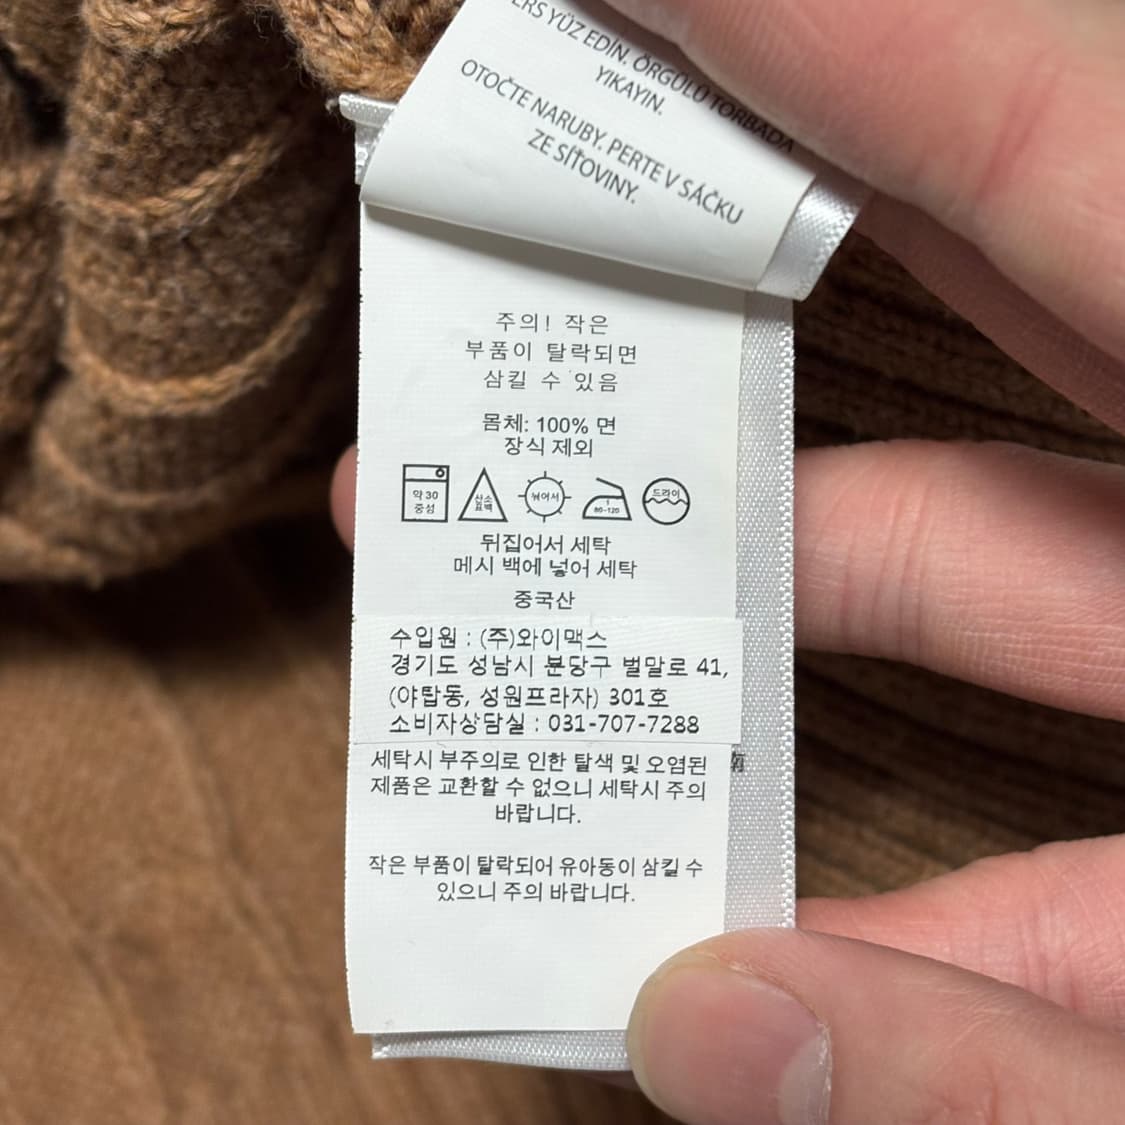 YÜZ EDİN. ÖRGÜLÜ TORBADA
YIKAYIN.
OTOČTE NARUBY. PERTE V SÁČKU
ZE SÍŤOVINY.
주의! 작은
부품이 탈락되면
삼킬 수 있음
몸체: 100% 면
장식 제외
약 30
중성
산소
표백
뉘어서
1
80-120
드라이
뒤집어서 세탁
메시 백에 넣어 세탁
중국산
수입원 : (주)와이맥스
경기도 성남시 분당구 벌말로 41,
(야탑동, 성원프라자) 301호
소비자상담실 : 031-707-7288
세탁시 부주의로 인한 탈색 및 오염된
제품은 교환할 수 없으니 세탁시 주의
바랍니다.
작은 부품이 탈락되어 유아동이 삼킬 수
있으니 주의 바랍니다.